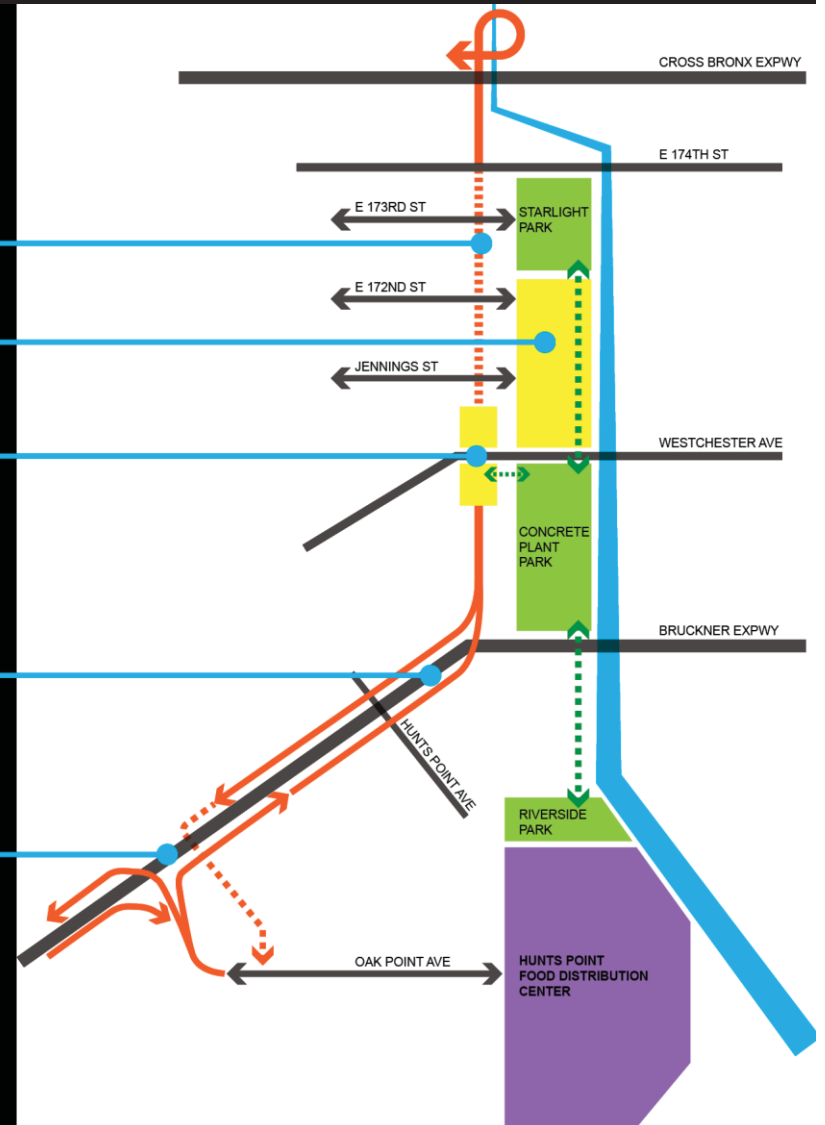 CROSS BRONX EXPWY
E 174TH ST
E 173RD ST
STARLIGHT
PARK
E 172ND ST
JENNINGS ST
WESTCHESTER AVE
CONCRETE
PLANT
PARK
BRUCKNER EXPWY
HUNTS POINT AVE
RIVERSIDE
PARK
OAK POINT AVE
HUNTS POINT
FOOD DISTRIBUTION
CENTER